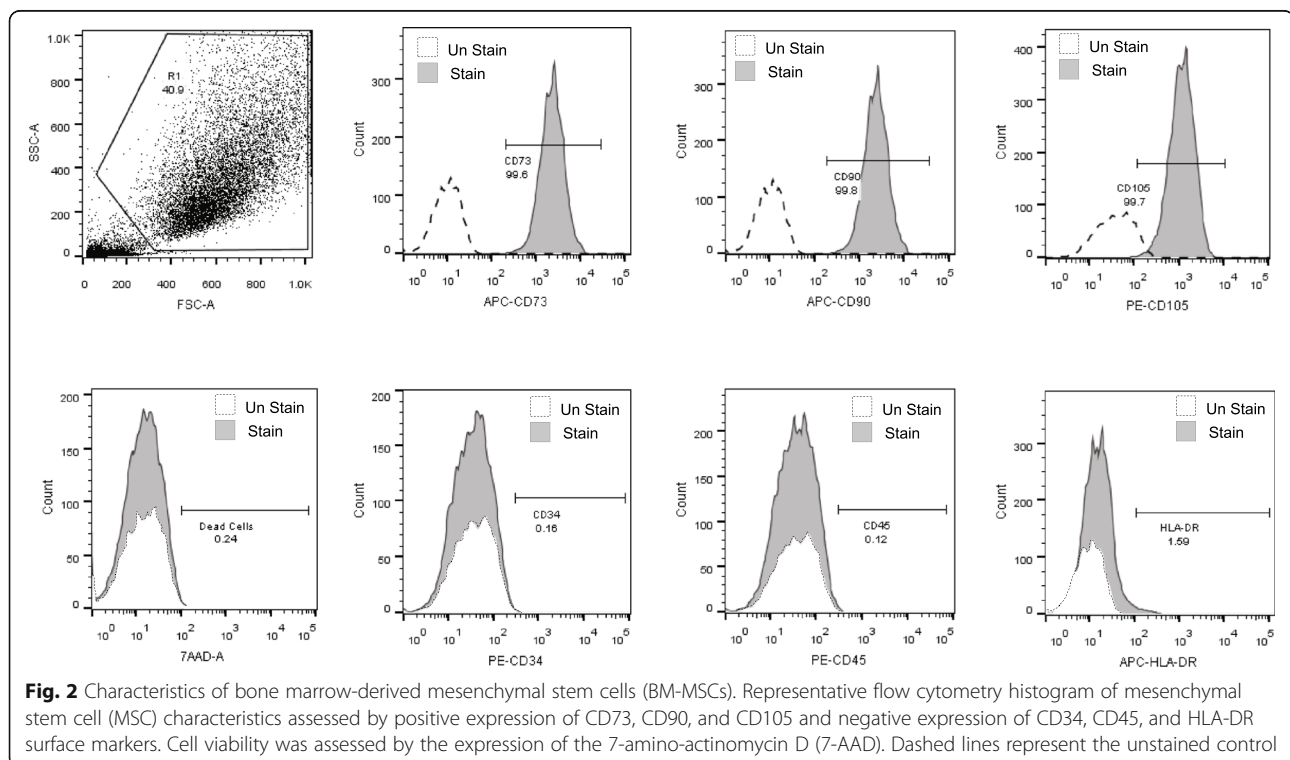 1.0K
800
600
400
200
0
SSC-A
R1
40.9
0 200 400 600 800 1.0K
FSC-A
Un Stain
Stain
300
200
100
0
Count
CD73
99.6
10^0 10^1 10^2 10^3 10^4 10^5
APC-CD73
Un Stain
Stain
300
200
100
0
Count
CD90
99.8
10^0 10^1 10^2 10^3 10^4 10^5
APC-CD90
Un Stain
Stain
400
300
200
100
0
Count
CD105
99.7
10^0 10^1 10^2 10^3 10^4 10^5
PE-CD105
Un Stain
Stain
200
150
100
50
0
Count
Dead Cells
0.24
10^0 10^1 10^2 10^3 10^4 10^5
7AAD-A
Un Stain
Stain
200
150
100
50
0
Count
CD34
0.16
10^0 10^1 10^2 10^3 10^4 10^5
PE-CD34
Un Stain
Stain
200
150
100
50
0
Count
CD45
0.12
10^0 10^1 10^2 10^3 10^4 10^5
PE-CD45
Un Stain
Stain
300
200
100
0
Count
HLA-DR
1.59
10^0 10^1 10^2 10^3 10^4 10^5
APC-HLA-DR
Fig. 2 Characteristics of bone marrow-derived mesenchymal stem cells (BM-MSCs). Representative flow cytometry histogram of mesenchymal
stem cell (MSC) characteristics assessed by positive expression of CD73, CD90, and CD105 and negative expression of CD34, CD45, and HLA-DR
surface markers. Cell viability was assessed by the expression of the 7-amino-actinomycin D (7-AAD). Dashed lines represent the unstained control